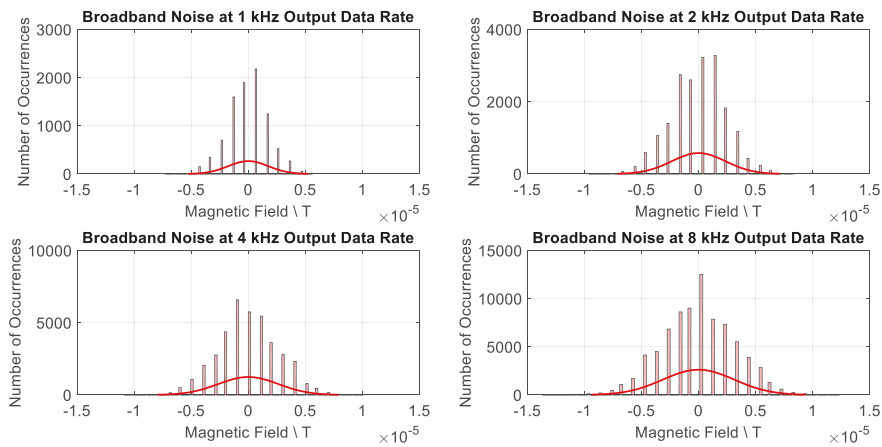 Broadband Noise at 1 kHz Output Data Rate
Number of Occurrences
3000
2000
1000
0
-1.5 -1 -0.5 0 0.5 1 1.5
Magnetic Field \ T
×10-5
Broadband Noise at 2 kHz Output Data Rate
Number of Occurrences
4000
2000
0
-1.5 -1 -0.5 0 0.5 1 1.5
Magnetic Field \ T
×10-5
Broadband Noise at 4 kHz Output Data Rate
Number of Occurrences
10000
5000
0
-1.5 -1 -0.5 0 0.5 1 1.5
Magnetic Field \ T
×10-5
Broadband Noise at 8 kHz Output Data Rate
Number of Occurrences
15000
10000
5000
0
-1.5 -1 -0.5 0 0.5 1 1.5
Magnetic Field \ T
×10-5